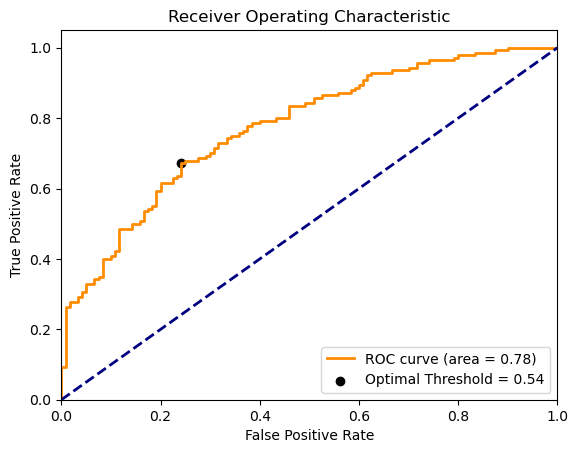 Receiver Operating Characteristic
True Positive Rate
1.0
0.8
0.6
0.4
0.2
0.0
ROC curve (area = 0.78)
Optimal Threshold = 0.54
0.0 0.2 0.4 0.6 0.8 1.0
False Positive Rate